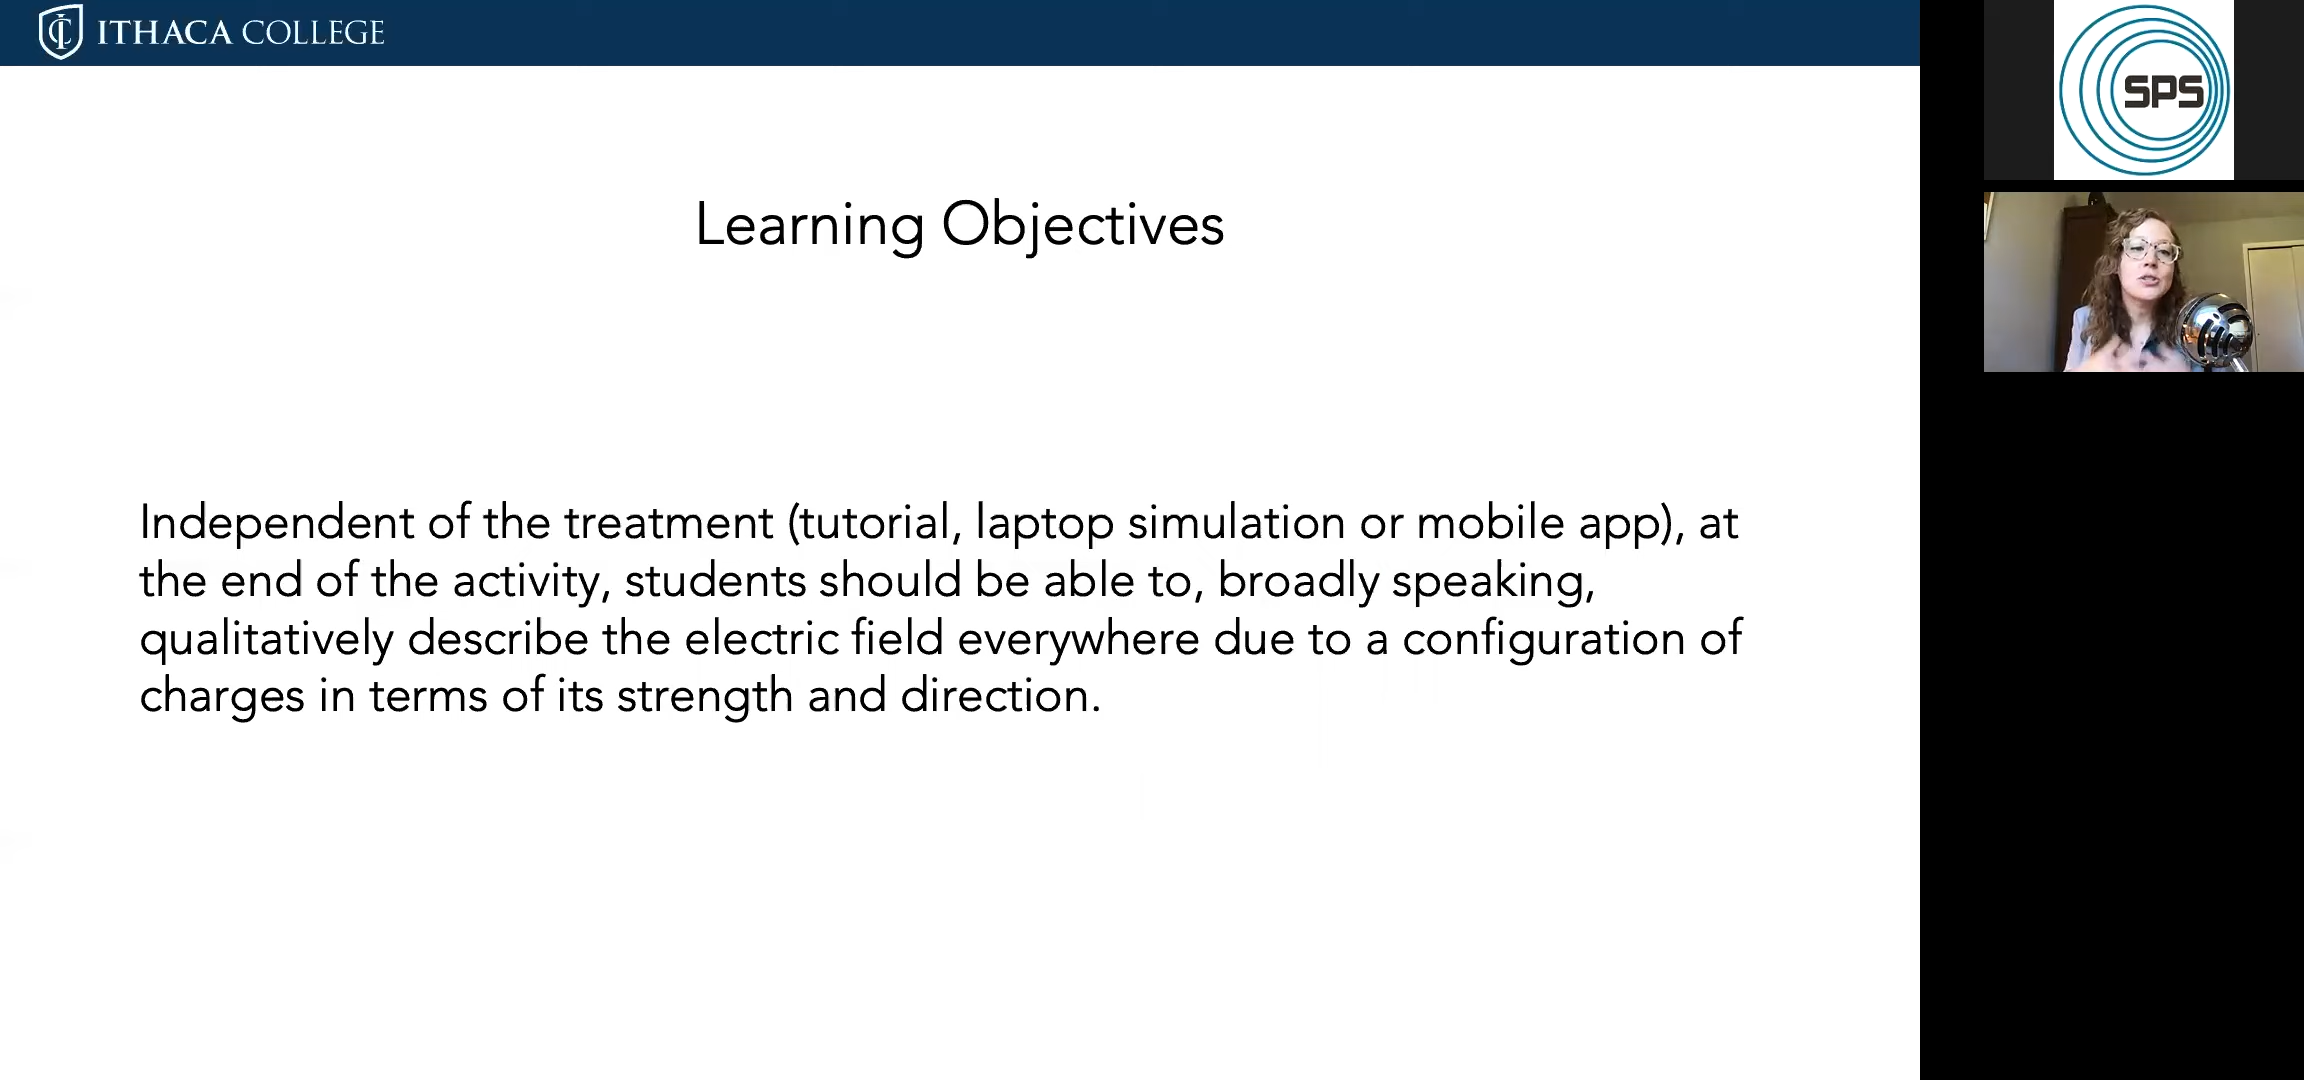 ITHACA COLLEGE
SPS
Learning Objectives
Independent of the treatment (tutorial, laptop simulation or mobile app), at
the end of the activity, students should be able to, broadly speaking,
qualitatively describe the electric field everywhere due to a configuration of
charges in terms of its strength and direction.